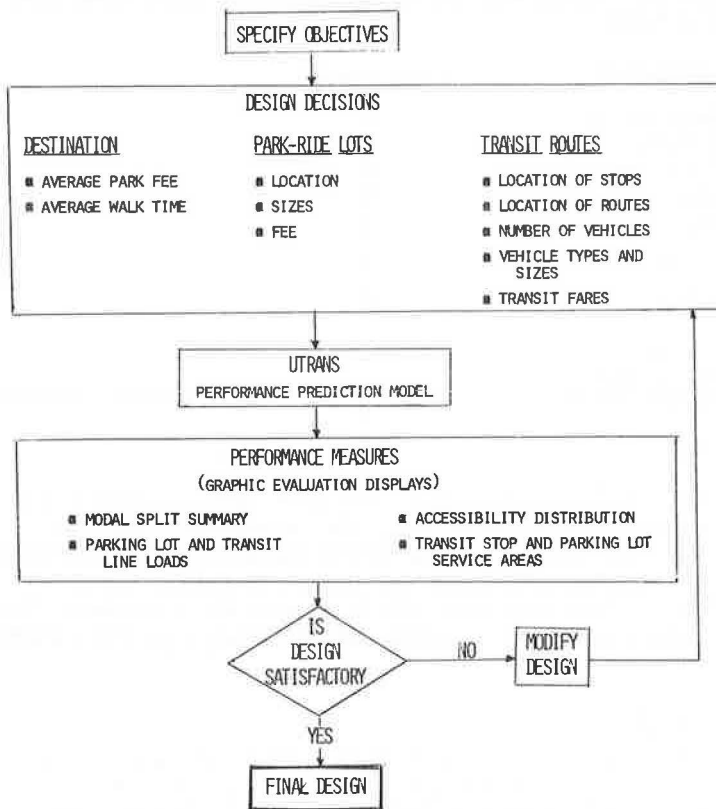 SPECIFY OBJECTIVES
DESIGN DECISIONS
DESTINATION
■ AVERAGE PARK FEE
■ AVERAGE WALK TIME
PARK-RIDE LOTS
■ LOCATION
■ SIZES
■ FEE
TRANSIT ROUTES
■ LOCATION OF STOPS
■ LOCATION OF ROUTES
■ NUMBER OF VEHICLES
■ VEHICLE TYPES AND
SIZES
■ TRANSIT FARES
UTRANS
PERFORMANCE PREDICTION MODEL
PERFORMANCE MEASURES
(GRAPHIC EVALUATION DISPLAYS)
■ MODAL SPLIT SUMMARY
■ PARKING LOT AND TRANSIT
LINE LOADS
■ ACCESSIBILITY DISTRIBUTION
■ TRANSIT STOP AND PARKING LOT
SERVICE AREAS
IS
DESIGN
SATISFACTORY
NO
MODIFY
DESIGN
YES
FINAL DESIGN